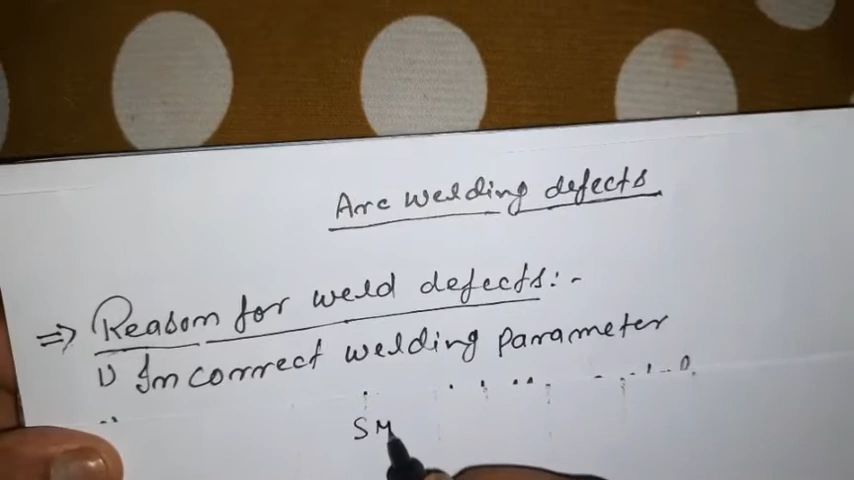 Arc welding defects
⇒ Reason for weld defects:-
1) Incorrect welding parameter
SM